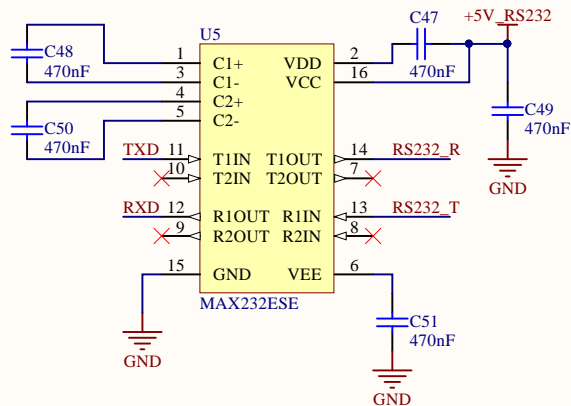 U5
C47
+5V_RS232
C48
470nF
1
C1+
VDD
2
470nF
3
C1-
VCC
16
4
C2+
C50
470nF
5
C2-
C49
470nF
TXD
11
T1IN
T1OUT
14
RS232_R
10
T2IN
T2OUT
7
GND
RXD
12
R1OUT
R1IN
13
RS232_T
9
R2OUT
R2IN
8
15
GND
VEE
6
MAX232ESE
C51
470nF
GND
GND